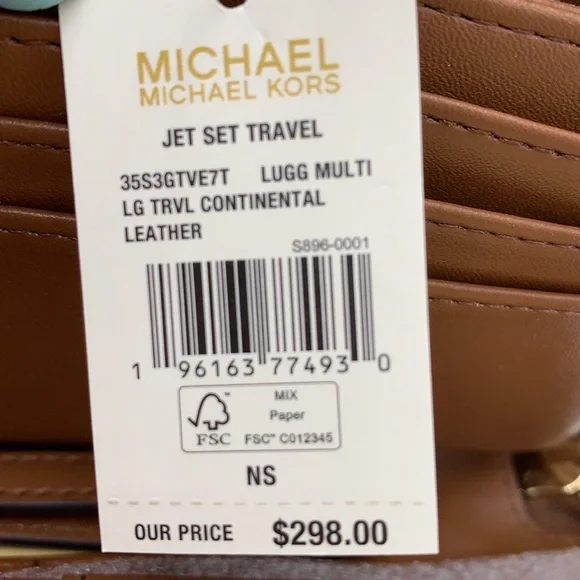 MICHAEL
MICHAEL KORS
JET SET TRAVEL
35S3GTVE7T LUGG MULTI
LG TRVL CONTINENTAL
LEATHER
S896-0001
1 96163 77493 0
FSC
MIX
Paper
FSC™ C012345
NS
OUR PRICE $298.00